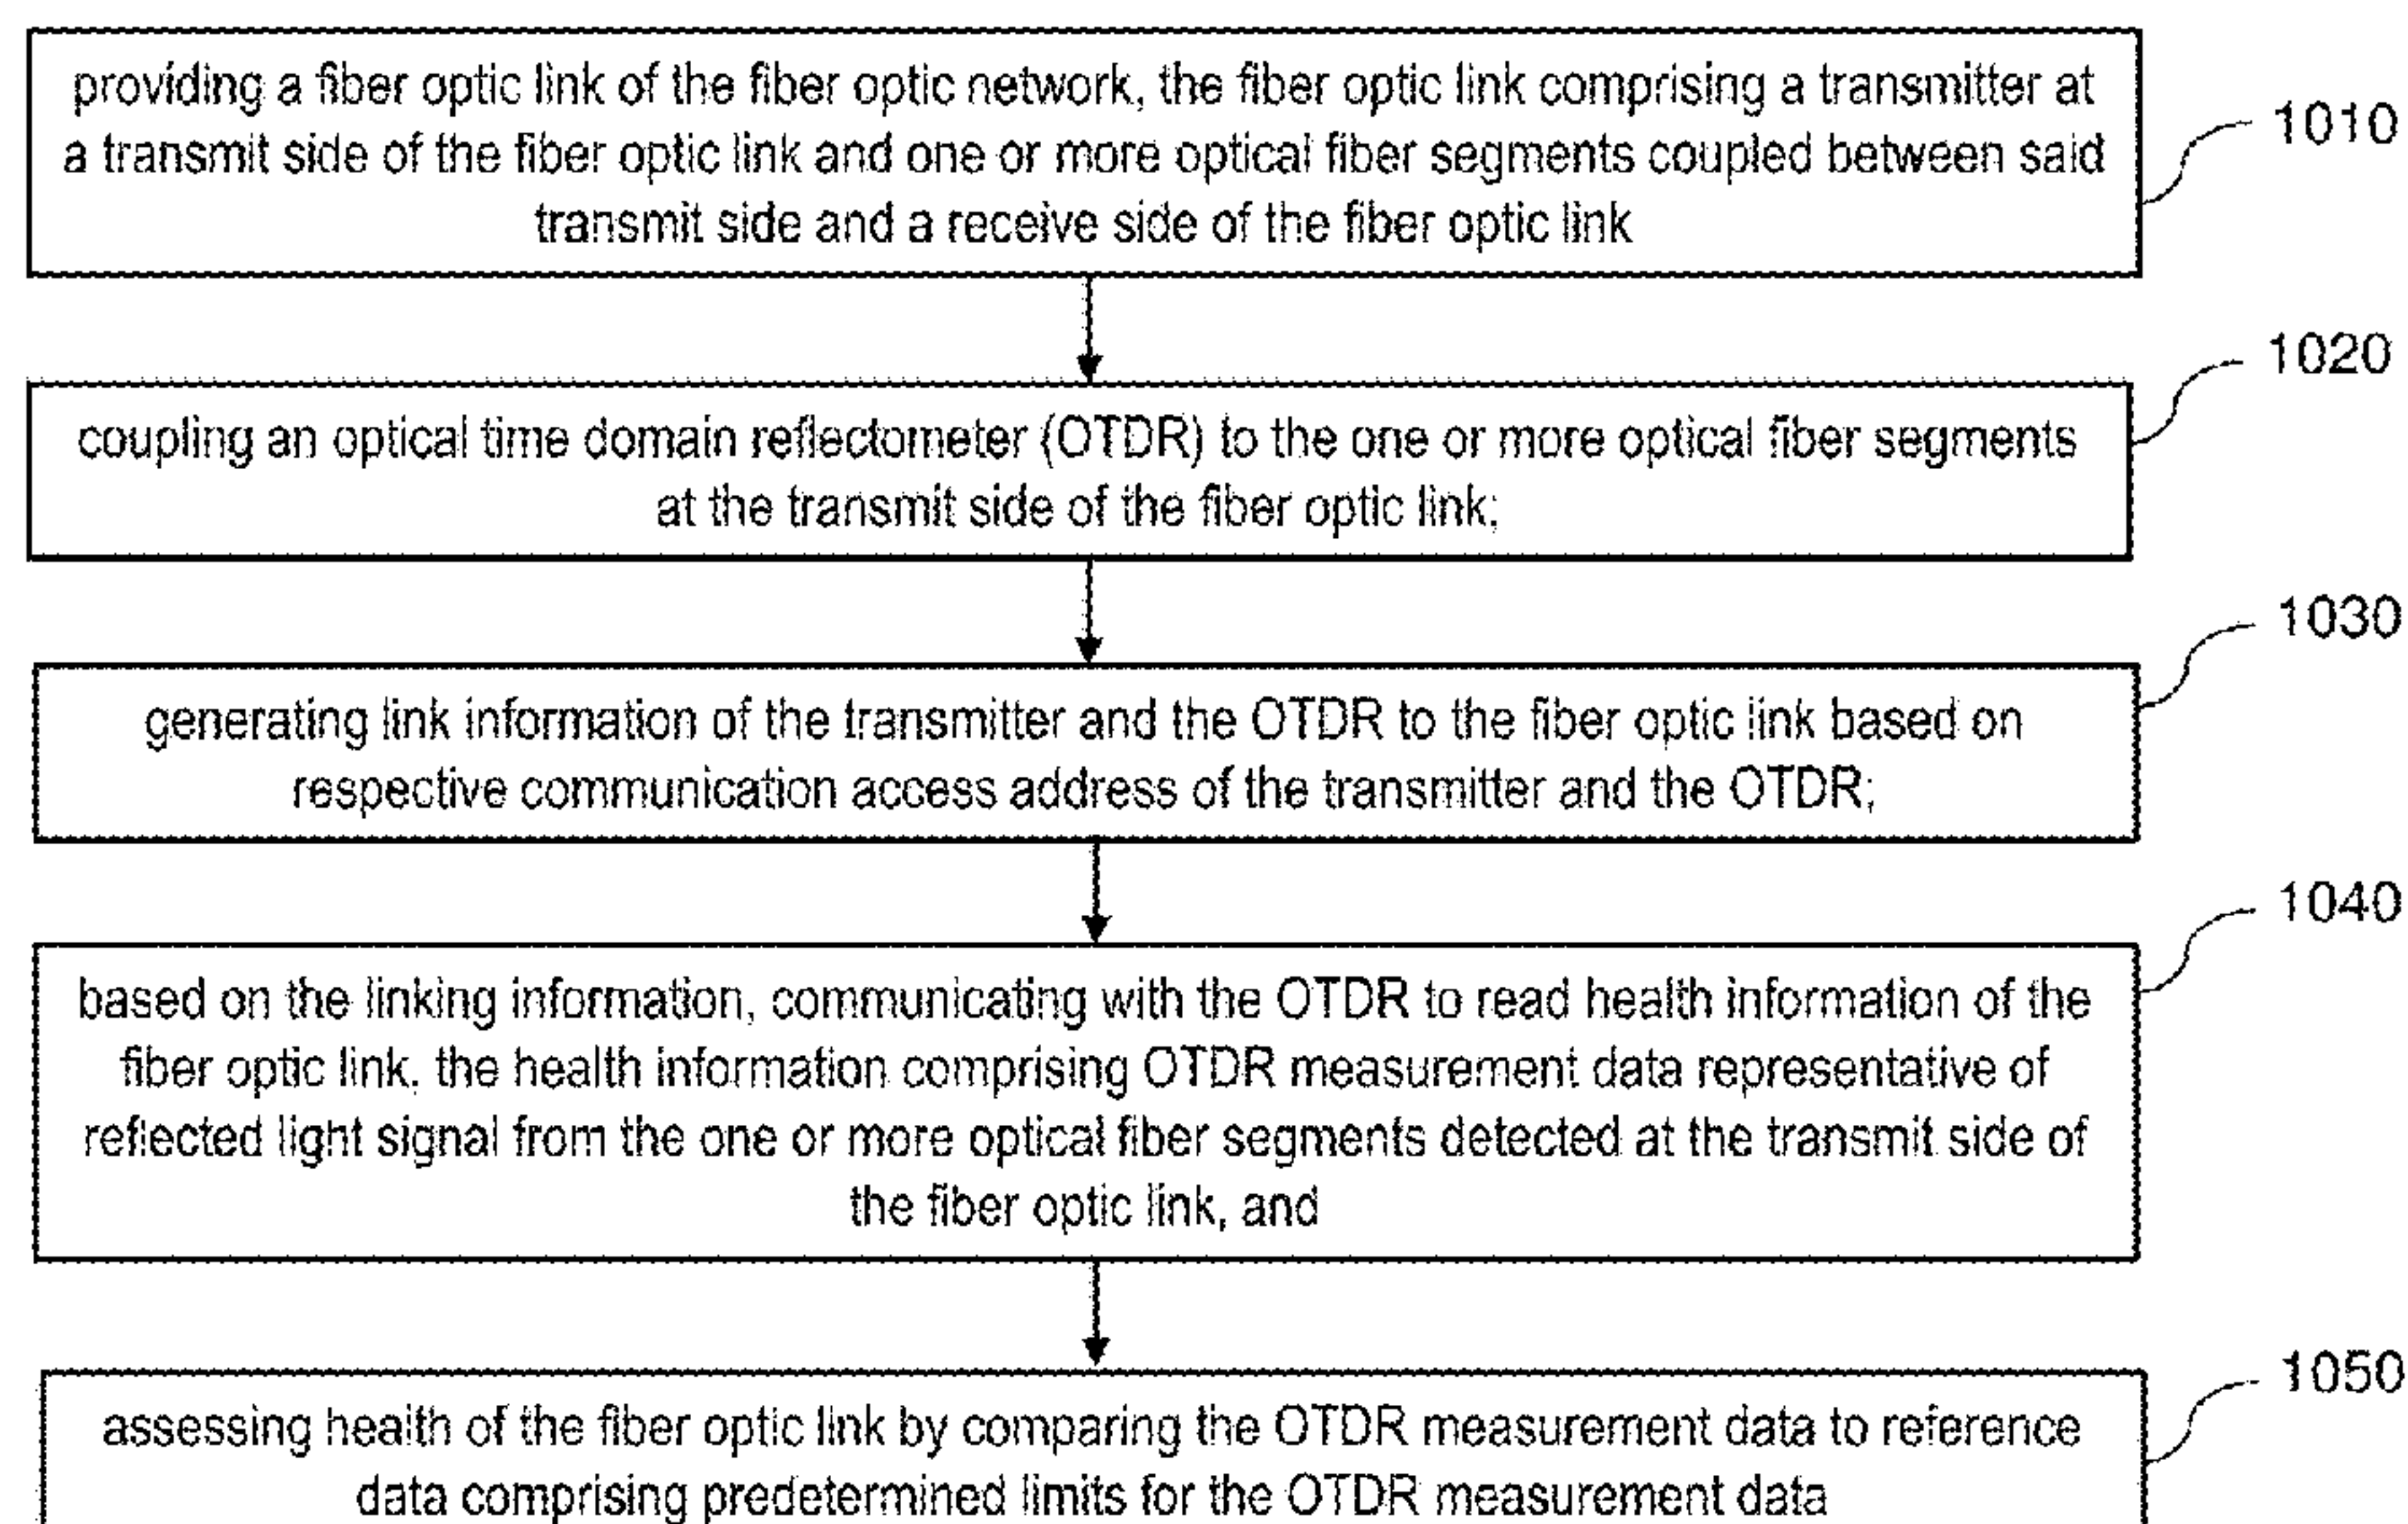 providing a fiber optic link of the fiber optic network, the fiber optic link comprising a transmitter at
a transmit side of the fiber optic link and one or more optical fiber segments coupled between said
transmit side and a receive side of the fiber optic link
1010
coupling an optical time domain reflectometer (OTDR) to the one or more optical fiber segments
at the transmit side of the fiber optic link;
1020
generating link information of the transmitter and the OTDR to the fiber optic link based on
respective communication access address of the transmitter and the OTDR;
1030
based on the linking information, communicating with the OTDR to read health information of the
fiber optic link, the health information comprising OTDR measurement data representative of
reflected light signal from the one or more optical fiber segments detected at the transmit side of
the fiber optic link, and
1040
assessing health of the fiber optic link by comparing the OTDR measurement data to reference
data comprising predetermined limits for the OTDR measurement data
1050